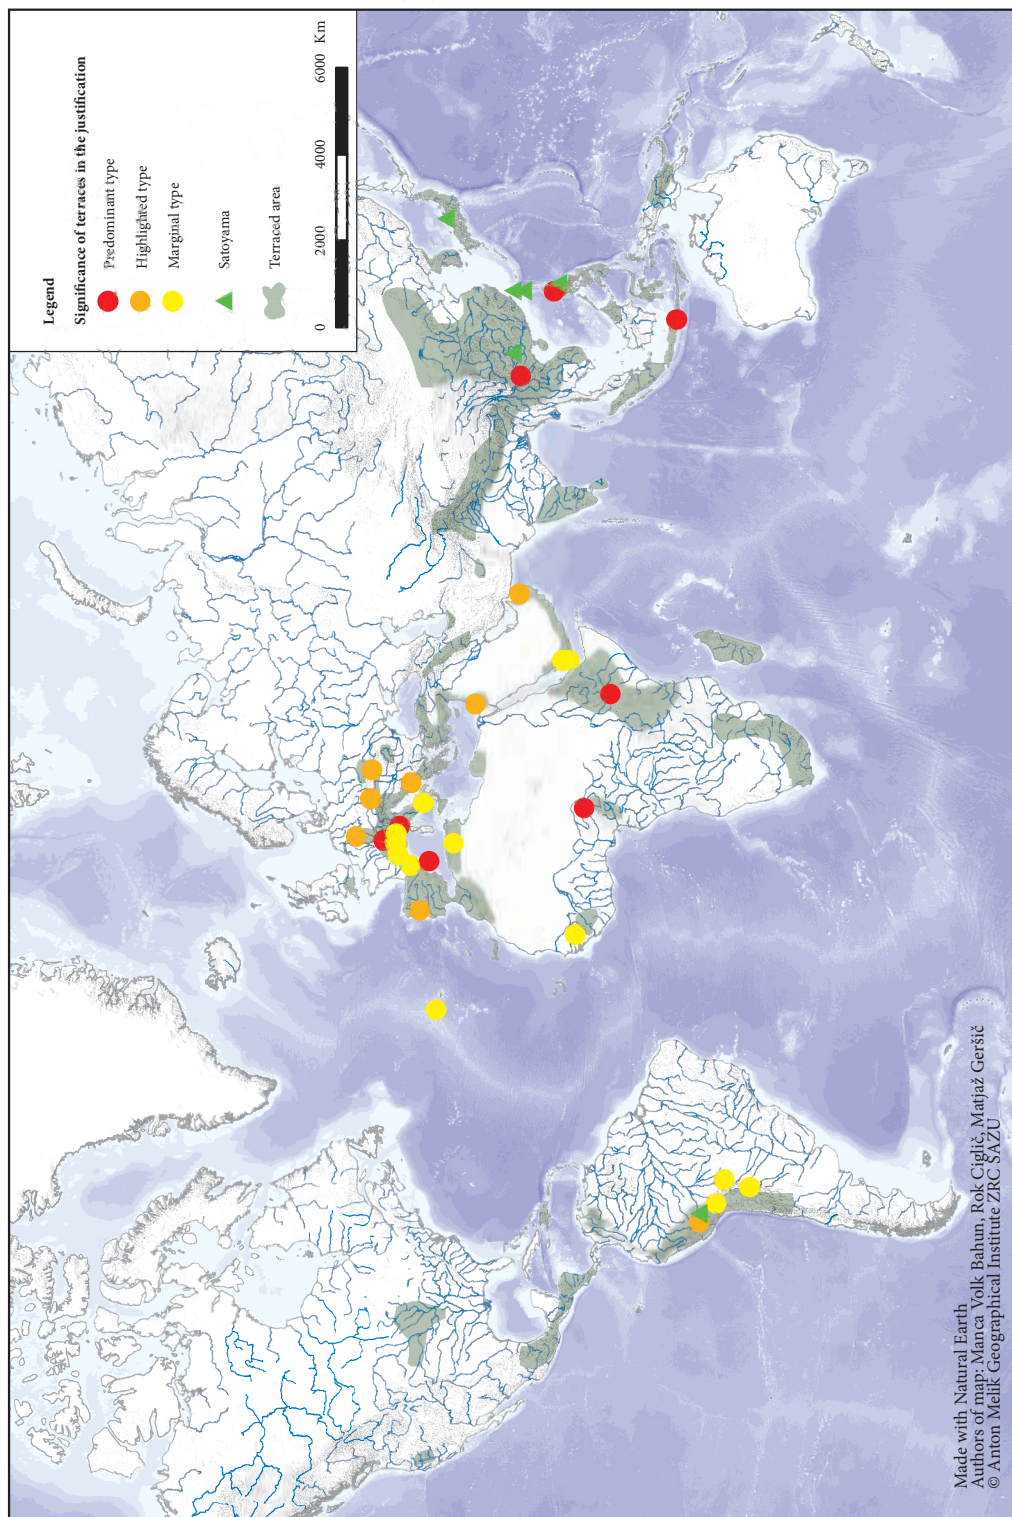 Legend
Significance of terraces in the justification
Predominant type
Highlighted type
Marginal type
Satoyama
Terraced area
0 2000 4000 6000 Km
Made with Natural Earth
Authors of map: Manca Volk Bahun, Rok Ciglič, Matjaž Geršič
© Anton Melik Geographical Institute ZRC SAZU